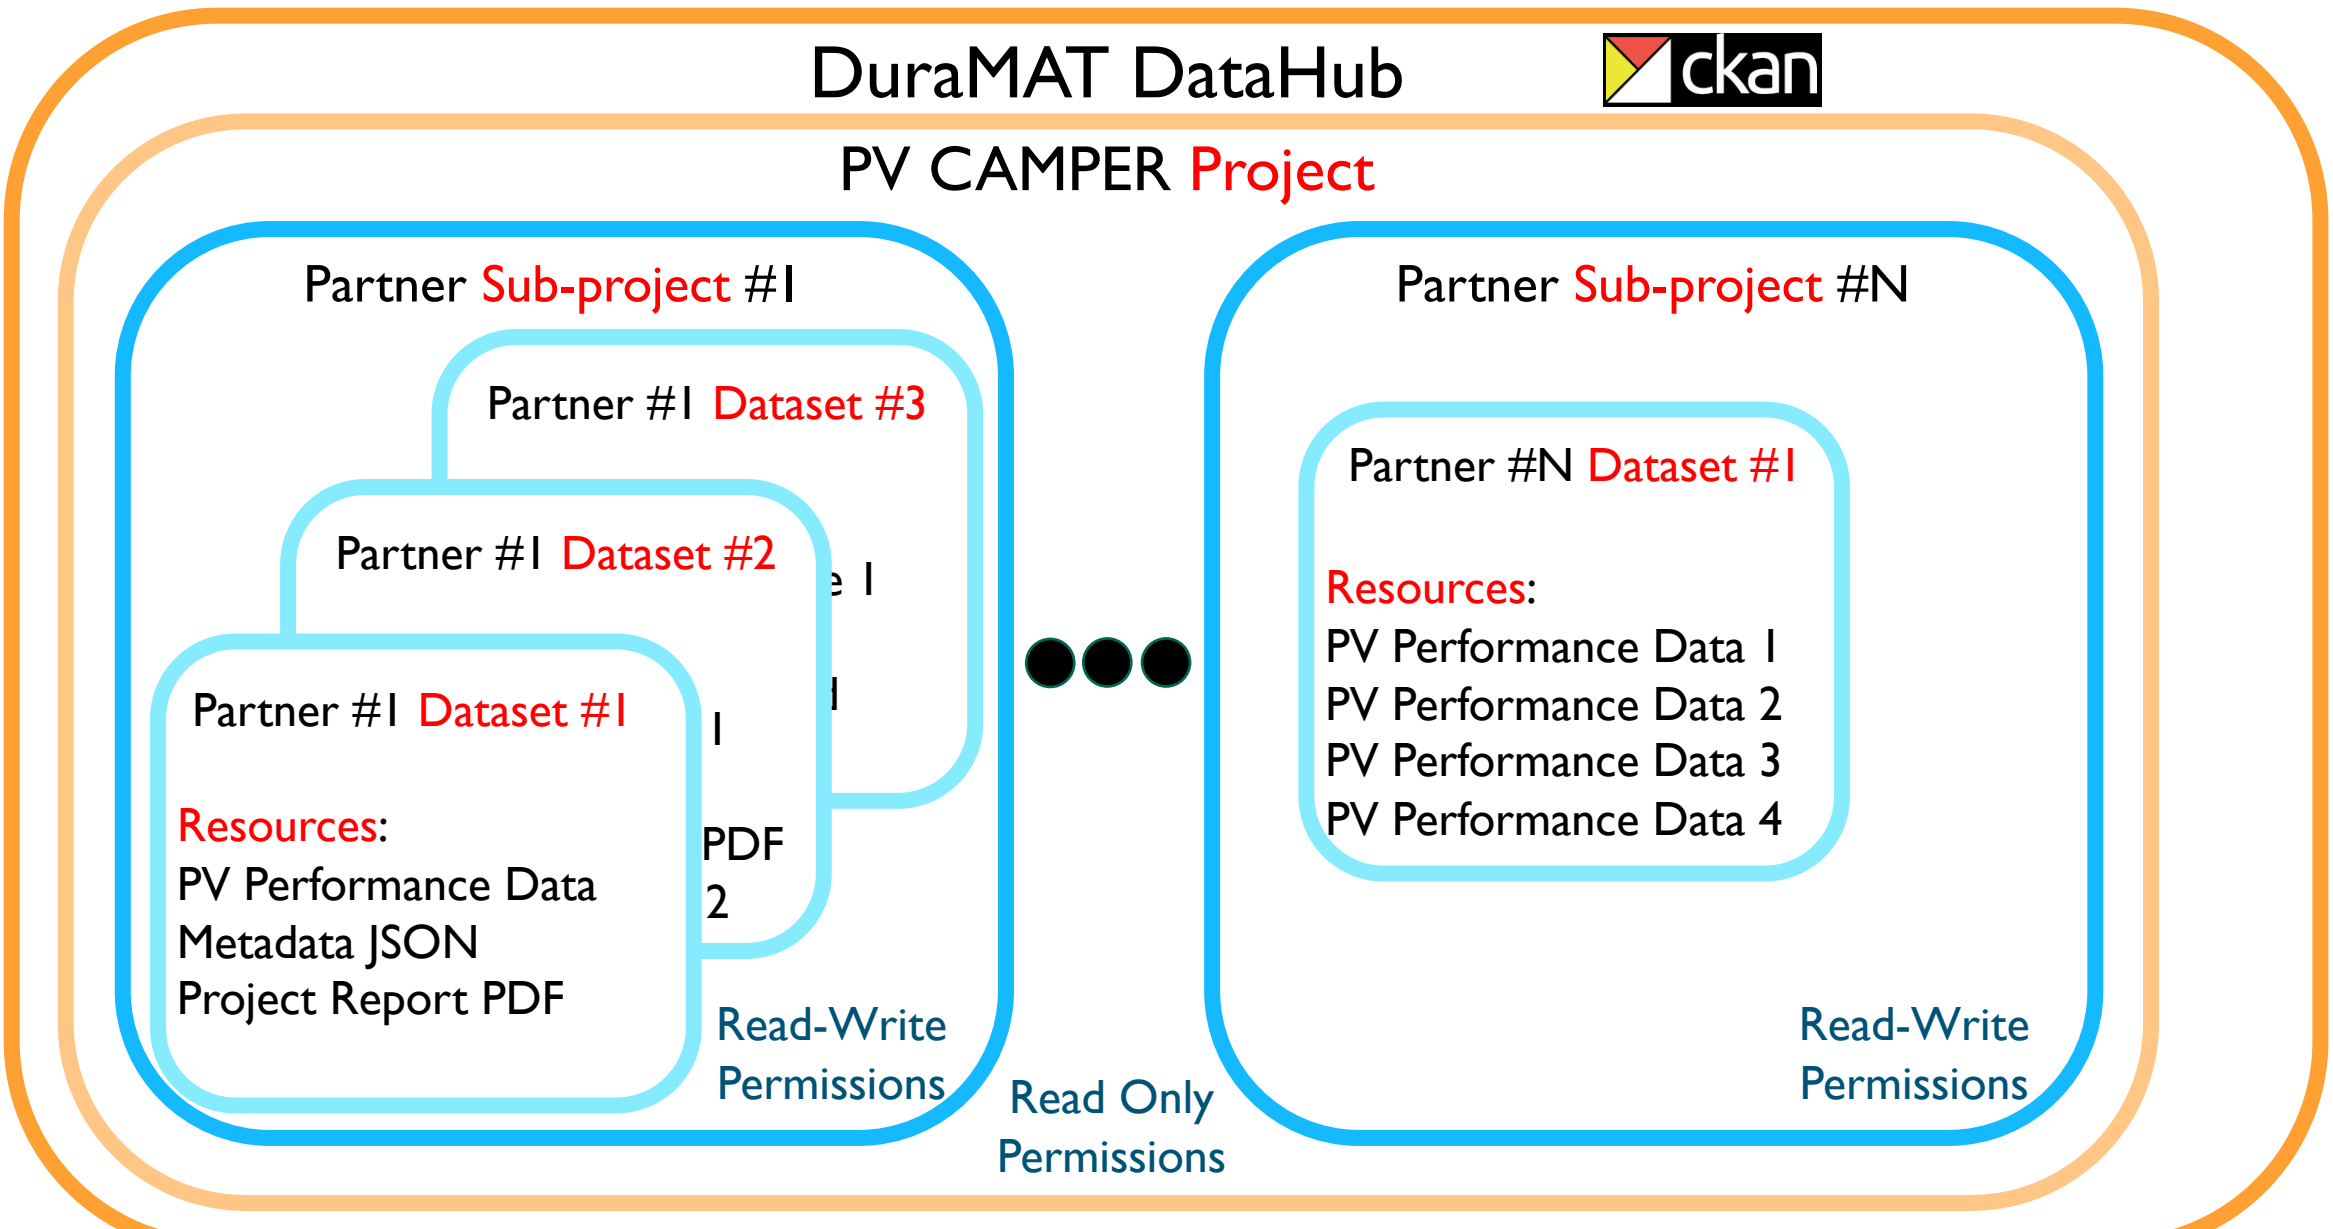 DuraMAT DataHub
ckan
PV CAMPER Project
Partner Sub-project #1
Partner #1 Dataset #3
1
Partner #1 Dataset #2
1
PDF
2
Partner #1 Dataset #1
Resources:
PV Performance Data
Metadata JSON
Project Report PDF
Read-Write
Permissions
Read Only
Permissions
Partner Sub-project #N
Partner #N Dataset #1
Resources:
PV Performance Data 1
PV Performance Data 2
PV Performance Data 3
PV Performance Data 4
Read-Write
Permissions